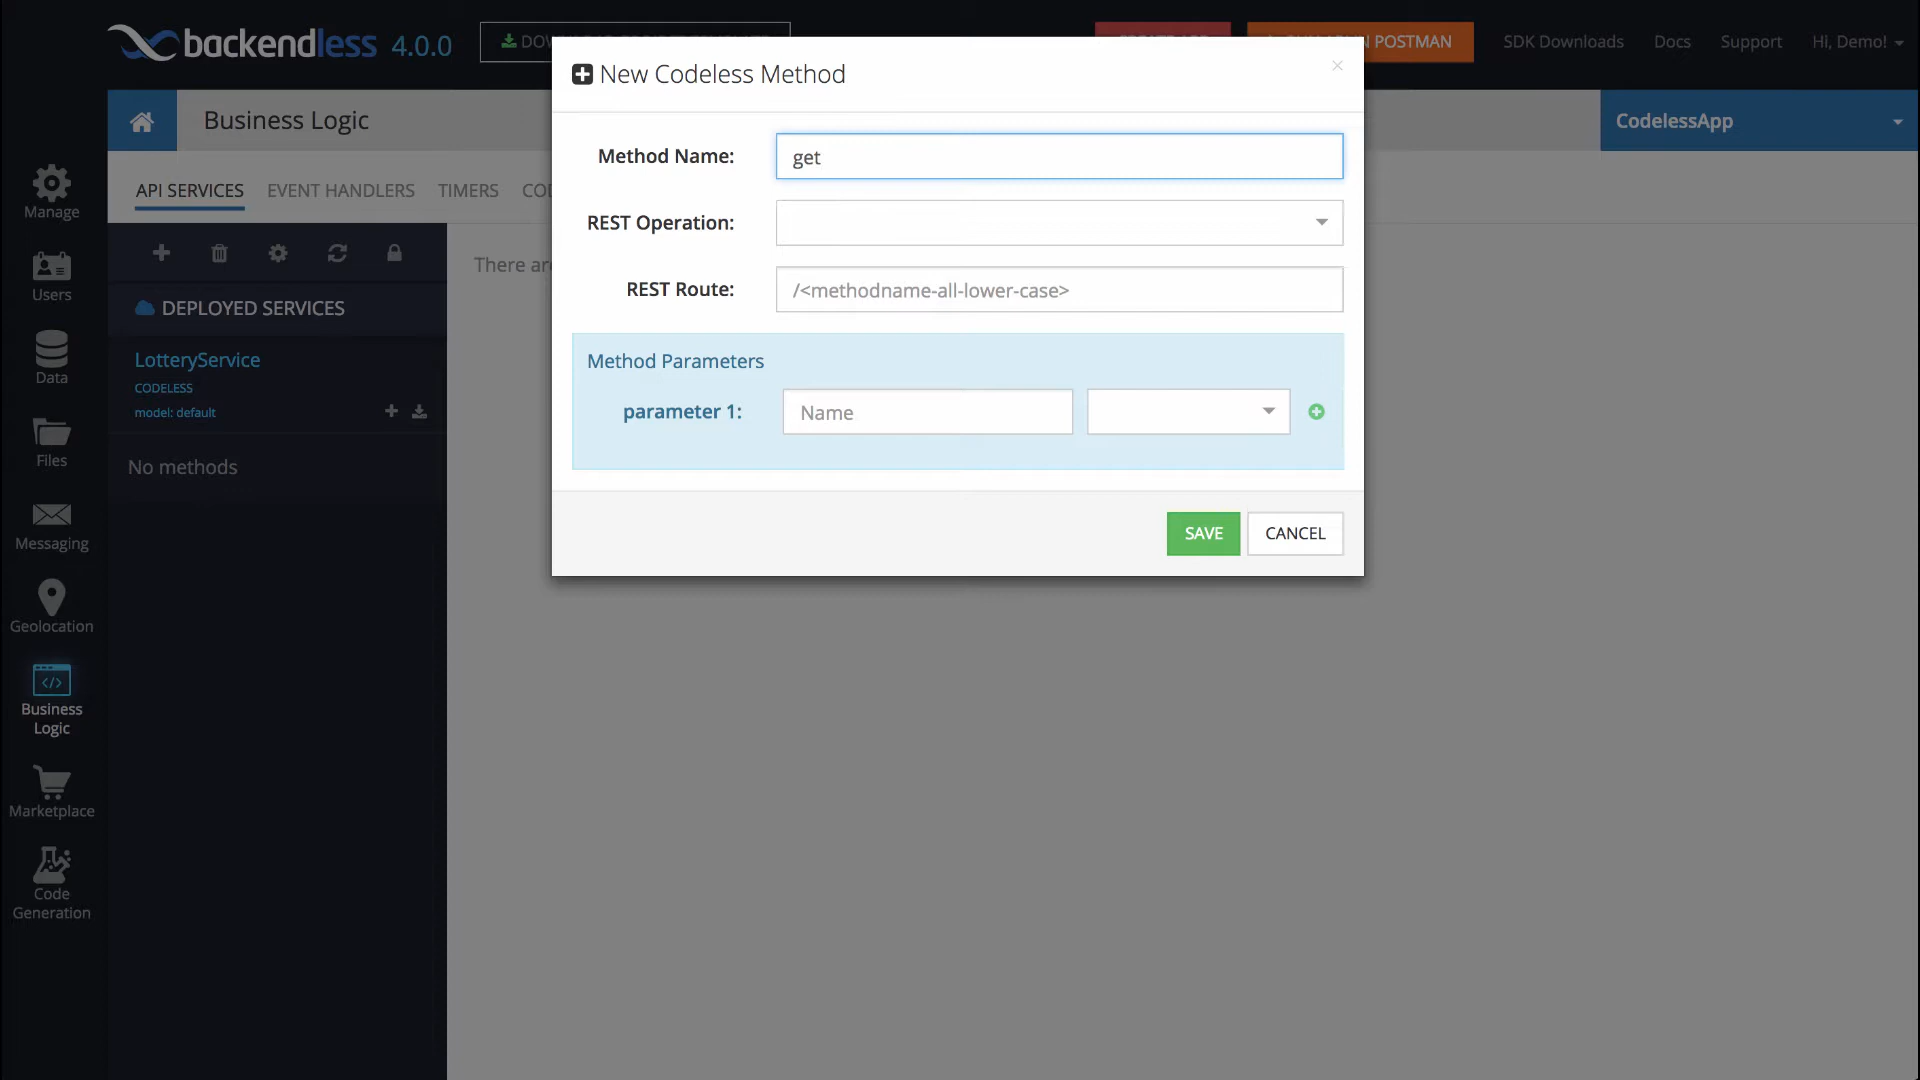 backendless 4.0.0
New Codeless Method
POSTMAN
SDK Downloads
Docs
Support
Hi, Demo!
Business Logic
CodelessApp
Method Name:
get
REST Operation:
REST Route:
/<methodname-all-lower-case>
Method Parameters
parameter 1:
Name
SAVE
CANCEL
API SERVICES
EVENT HANDLERS
TIMERS
There
DEPLOYED SERVICES
LotteryService
CODELESS
model: default
No methods
Manage
Users
Data
Files
Messaging
Geolocation
Business
Logic
Marketplace
Code
Generation